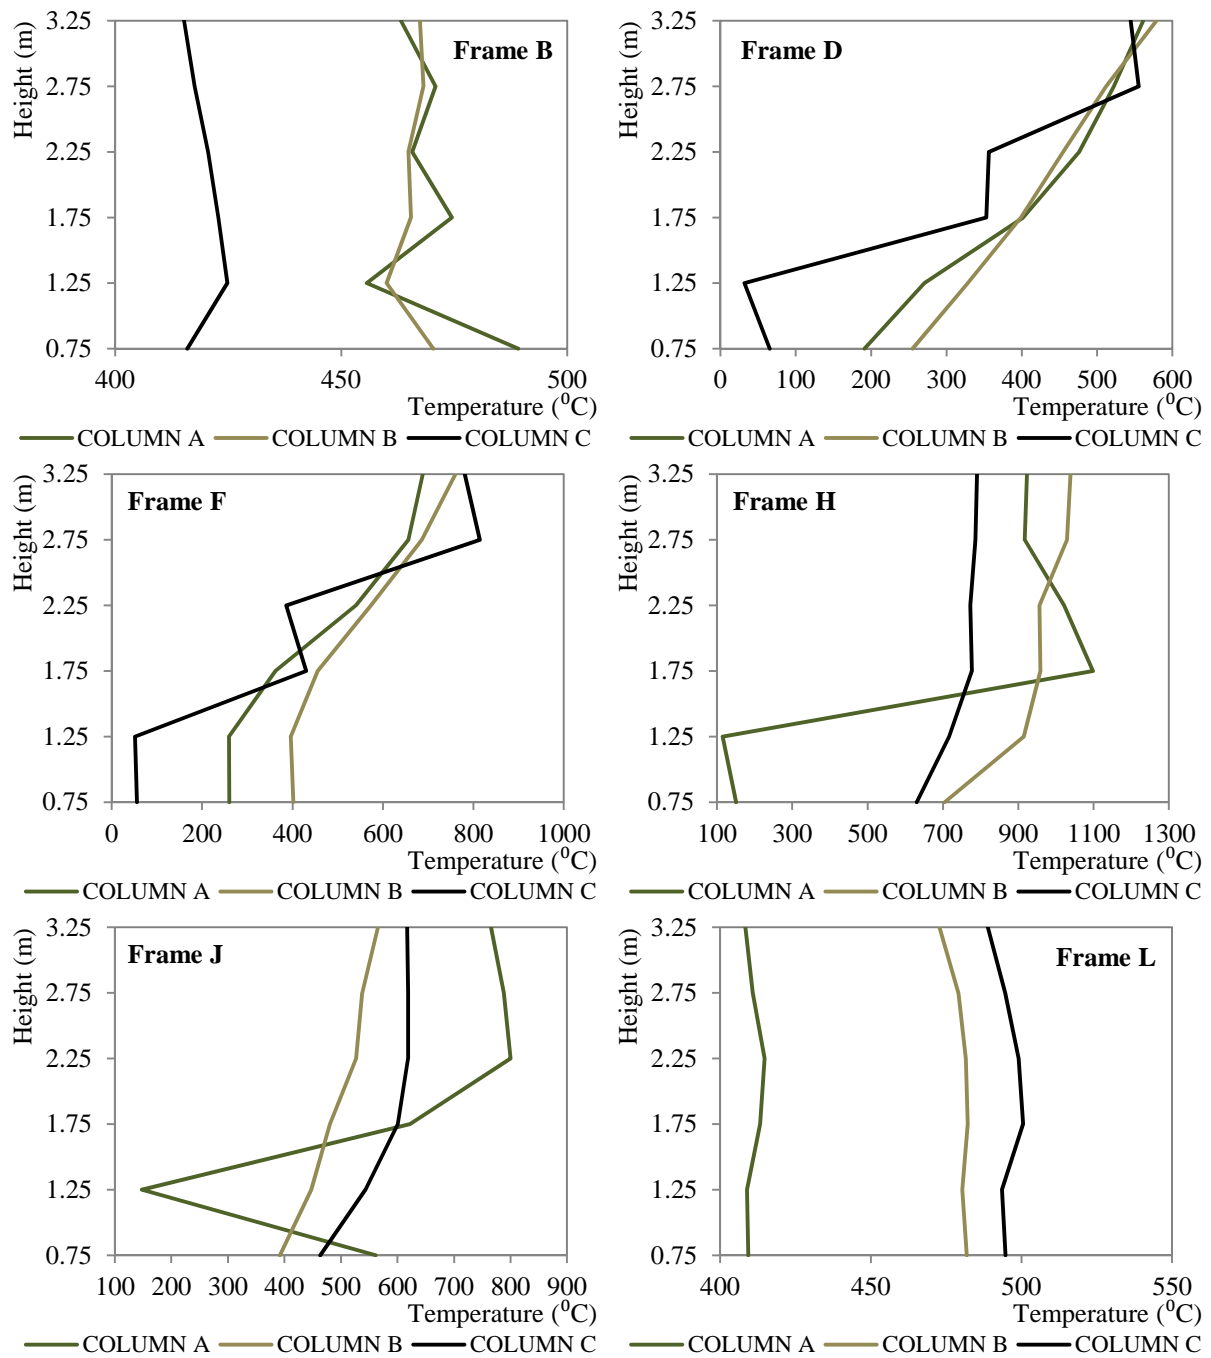 Height (m)
Frame B
3.25
2.75
2.25
1.75
1.25
0.75
400 450 500
Temperature (⁰C)
COLUMN A COLUMN B COLUMN C
Height (m)
Frame D
3.25
2.75
2.25
1.75
1.25
0.75
0 100 200 300 400 500 600
Temperature (⁰C)
COLUMN A COLUMN B COLUMN C
Height (m)
Frame F
3.25
2.75
2.25
1.75
1.25
0.75
0 200 400 600 800 1000
Temperature (⁰C)
COLUMN A COLUMN B COLUMN C
Height (m)
Frame H
3.25
2.75
2.25
1.75
1.25
0.75
100 300 500 700 900 1100 1300
Temperature (⁰C)
COLUMN A COLUMN B COLUMN C
Height (m)
Frame J
3.25
2.75
2.25
1.75
1.25
0.75
100 200 300 400 500 600 700 800 900
Temperature (⁰C)
COLUMN A COLUMN B COLUMN C
Height (m)
Frame L
3.25
2.75
2.25
1.75
1.25
0.75
400 450 500 550
Temperature (⁰C)
COLUMN A COLUMN B COLUMN C